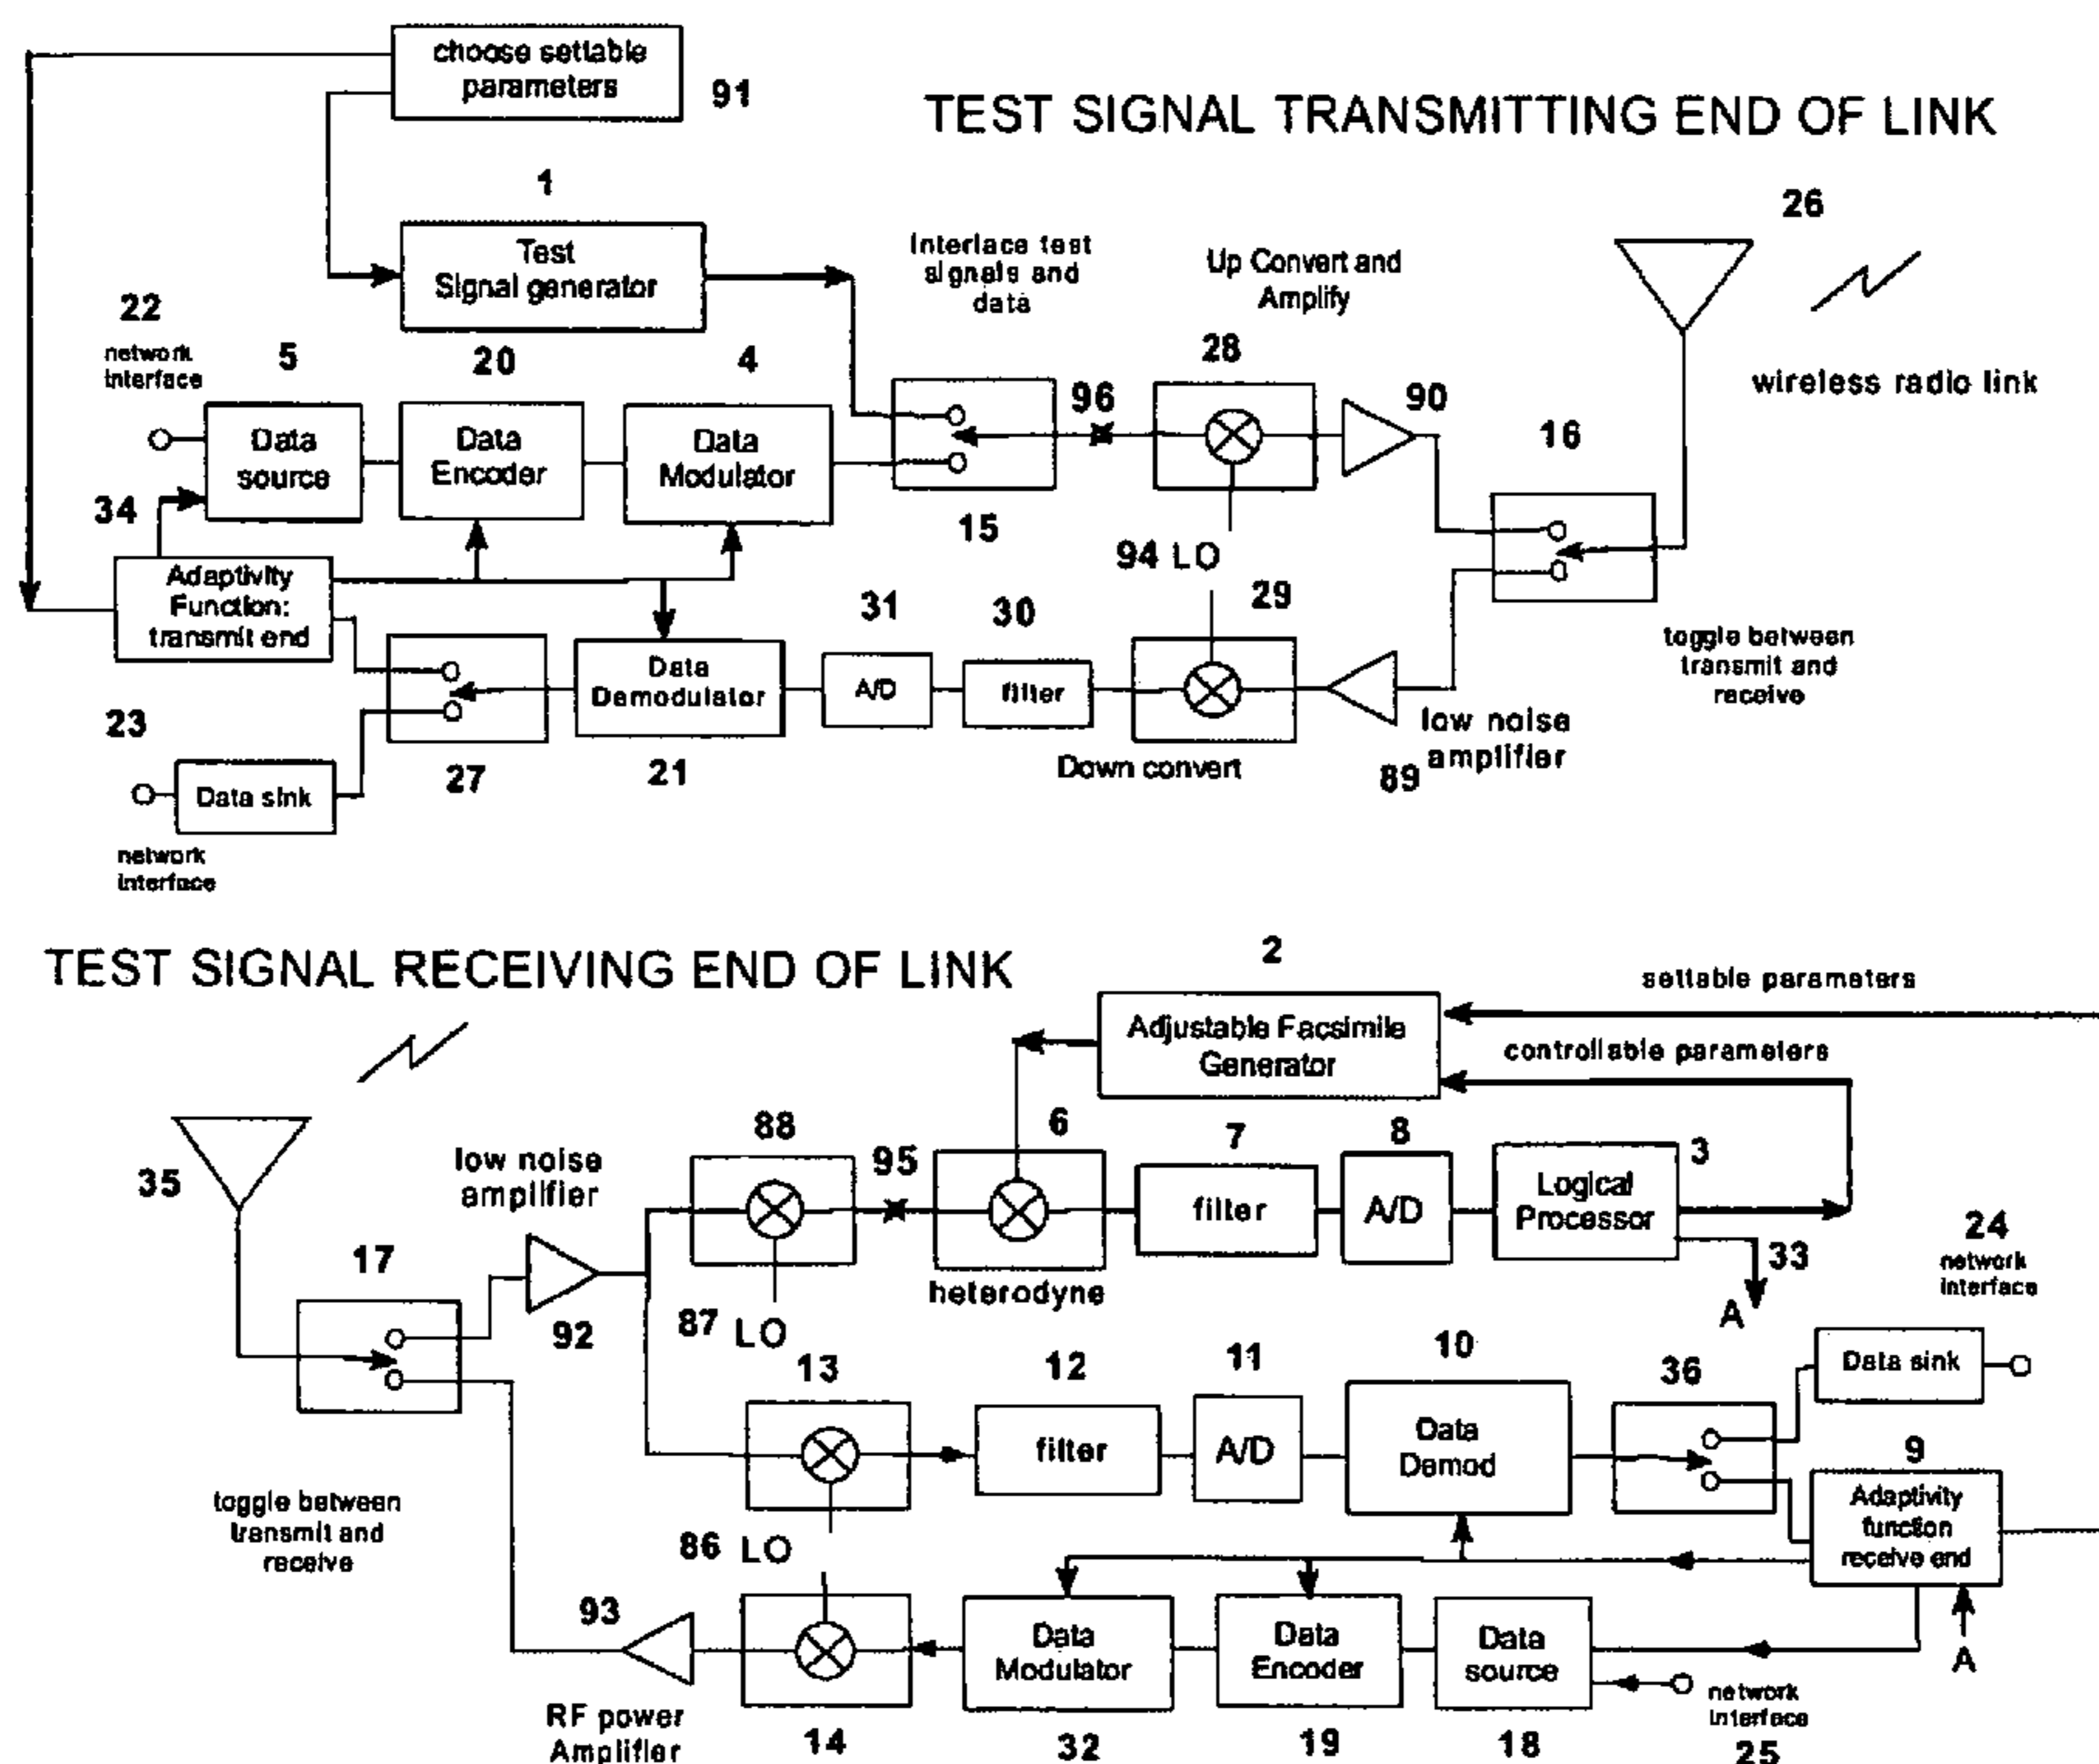 choose settable
parameters
91
TEST SIGNAL TRANSMITTING END OF LINK
1
26
Test
Signal generator
Interlace test
signals and
data
Up Convert and
Amplify
22
network
interface
5
20
4
28
wireless radio link
96
90
16
Data
source
Data
Encoder
Data
Modulator
34
15
94 LO
Adaptivity
Function:
transmit end
31
30
29
toggle between
transmit and
receive
Data
Demodulator
A/D
filter
low noise
amplifier
23
27
21
Down convert
89
Data sink
network
interface
TEST SIGNAL RECEIVING END OF LINK
2
settable parameters
Adjustable Facsimile
Generator
controllable parameters
35
low noise
amplifier
88
95
6
7
8
3
filter
A/D
Logical
Processor
24
network
interface
17
92
87 LO
heterodyne
33
A
13
12
11
10
36
Data sink
filter
A/D
Data
Demod
9
toggle between
transmit and
receive
Adaptivity
function
receive end
86 LO
93
Data
Modulator
Data
Encoder
Data
source
A
network
interface
RF power
Amplifier
14
32
19
18
25